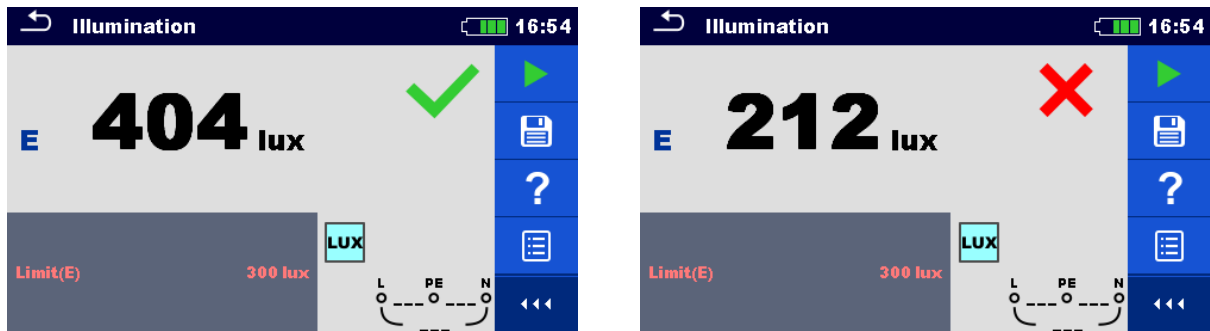 Illumination 16:54
E 404 lux
?
LUX
Limit(E) 300 lux
L PE N
Illumination 16:54
E 212 lux
?
LUX
Limit(E) 300 lux
L PE N